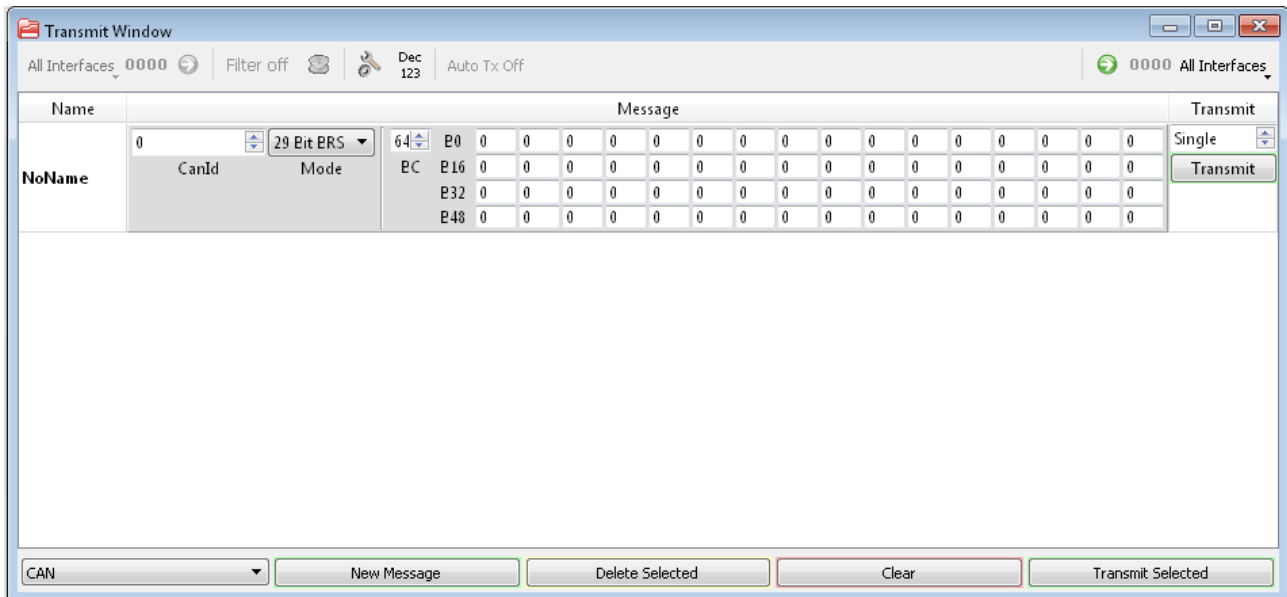 Transmit Window
All Interfaces 0000 Filter off Dec 123 Auto Tx Off 0000 All Interfaces
Name Message Transmit
0 29 Bit BRS 64 B0 0 0 0 0 0 0 0 0 0 0 0 0 0 0 0 0 Single
NoName CanId Mode BC B16 0 0 0 0 0 0 0 0 0 0 0 0 0 0 0 0 Transmit
B32 0 0 0 0 0 0 0 0 0 0 0 0 0 0 0 0
B48 0 0 0 0 0 0 0 0 0 0 0 0 0 0 0 0
CAN New Message Delete Selected Clear Transmit Selected